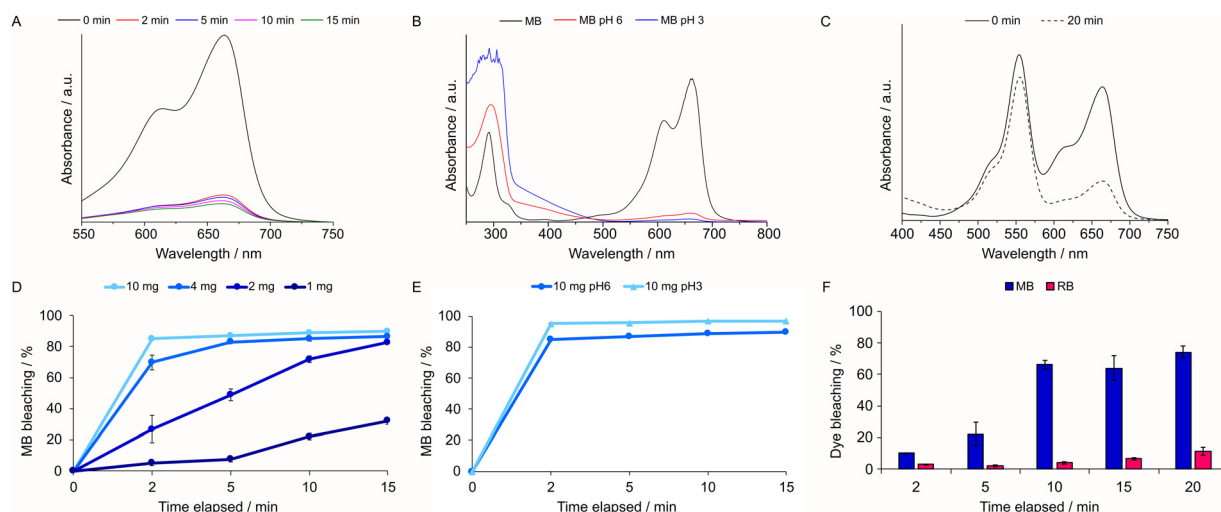 A
0 min 2 min 5 min 10 min 15 min
Absorbance / a.u.
550 600 650 700 750
Wavelength / nm
B
MB MB pH 6 MB pH 3
Absorbance / a.u.
300 400 500 600 700 800
Wavelength / nm
C
0 min 20 min
Absorbance / a.u.
400 450 500 550 600 650 700 750
Wavelength / nm
D
10 mg 4 mg 2 mg 1 mg
MB bleaching / %
100
80
60
40
20
0
0 2 5 10 15
Time elapsed / min
E
10 mg pH6 10 mg pH3
MB bleaching / %
100
80
60
40
20
0
0 2 5 10 15
Time elapsed / min
F
MB RB
Dye bleaching / %
100
80
60
40
20
0
2 5 10 15 20
Time elapsed / min